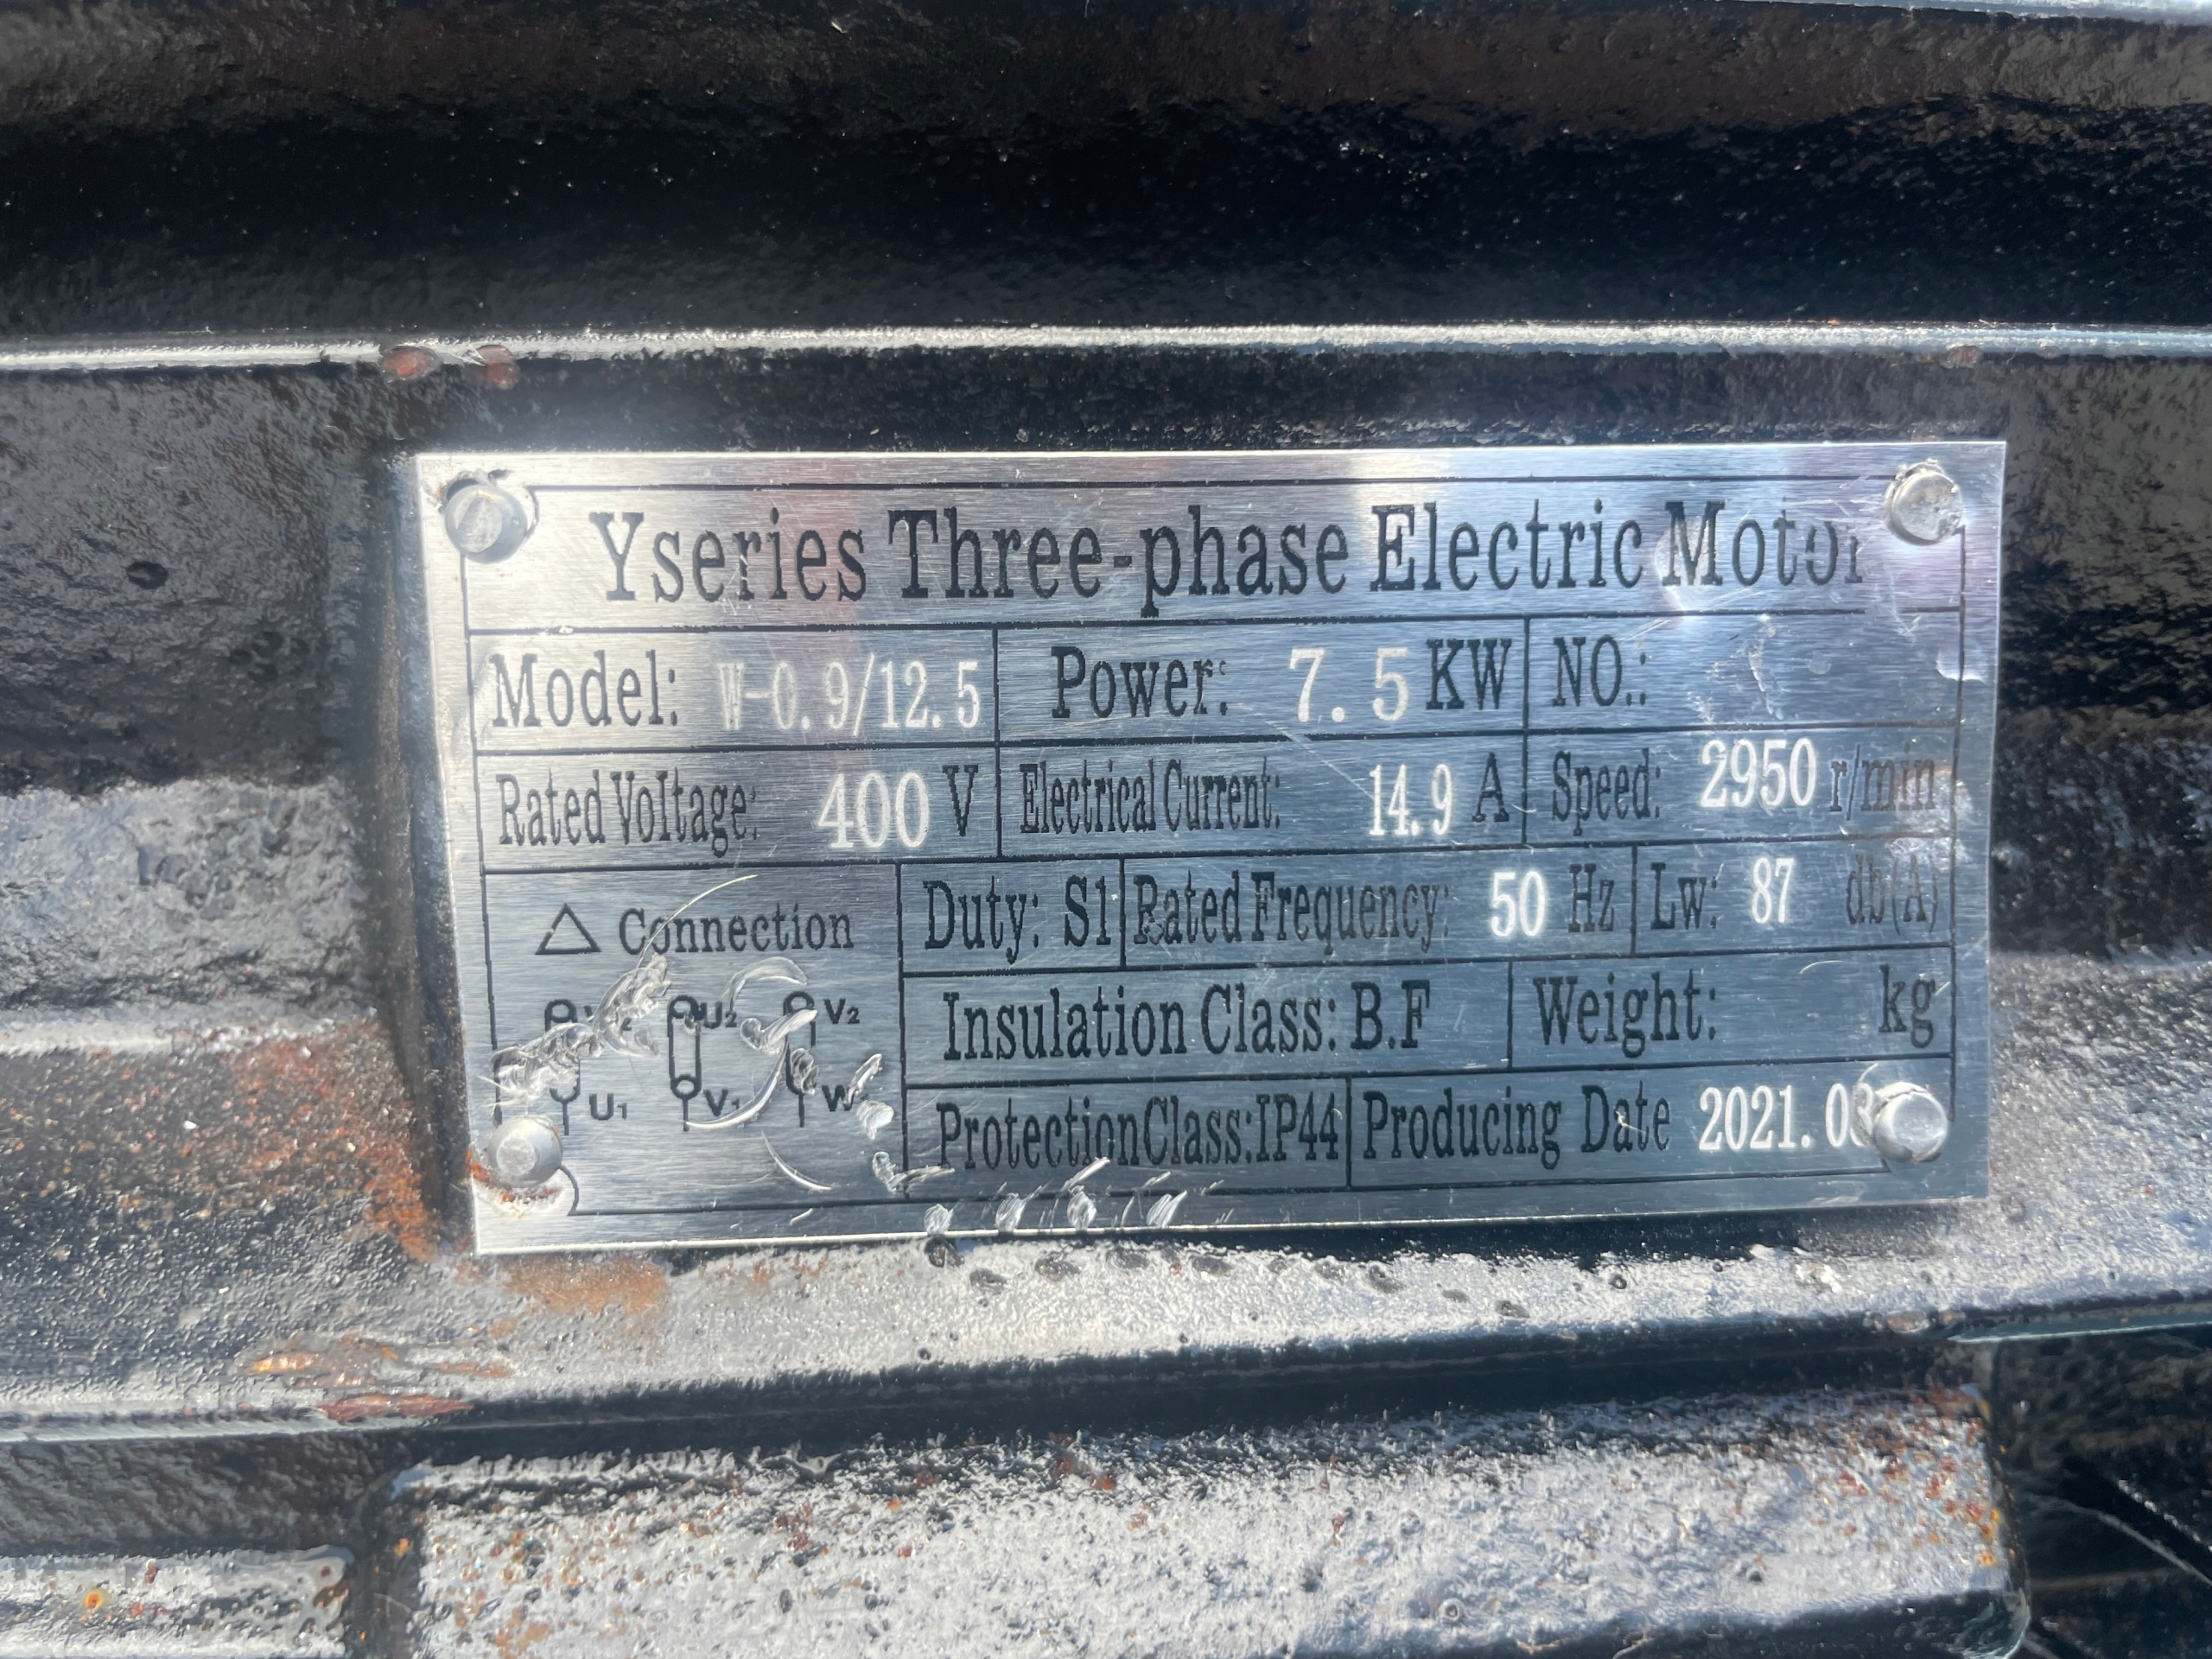 Yseries Three-phase Electric Motor
Model: W-0.9/12.5 Power: 7.5 KW NO.:
Rated Voltage: 400 V Electrical Current: 14.9 A Speed: 2950 r/min
△ Connection Duty: S1 Rated Frequency: 50 Hz Lw: 87 db(A)
U2 V2
Insulation Class: B.F Weight: kg
U1 V1
Protection Class: IP44 Producing Date 2021.